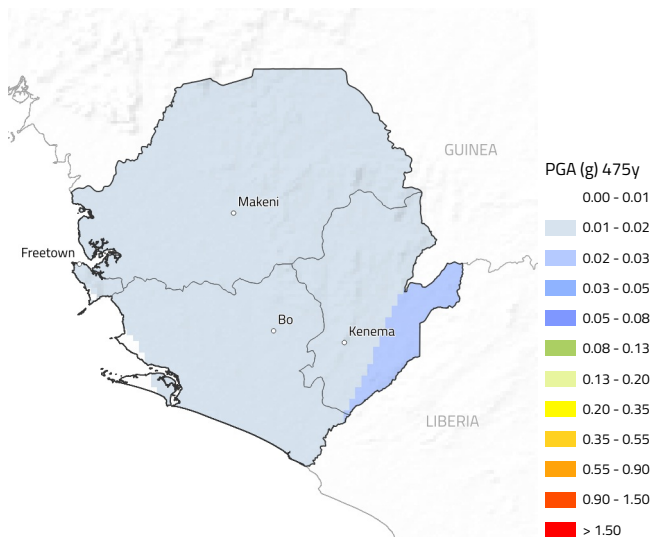 GUINEA
PGA (g) 475y
0.00 - 0.01
Makeni
0.01 - 0.02
Freetown
0.02 - 0.03
0.03 - 0.05
Bo
0.05 - 0.08
Kenema
0.08 - 0.13
0.13 - 0.20
0.20 - 0.35
LIBERIA
0.35 - 0.55
0.55 - 0.90
0.90 - 1.50
> 1.50